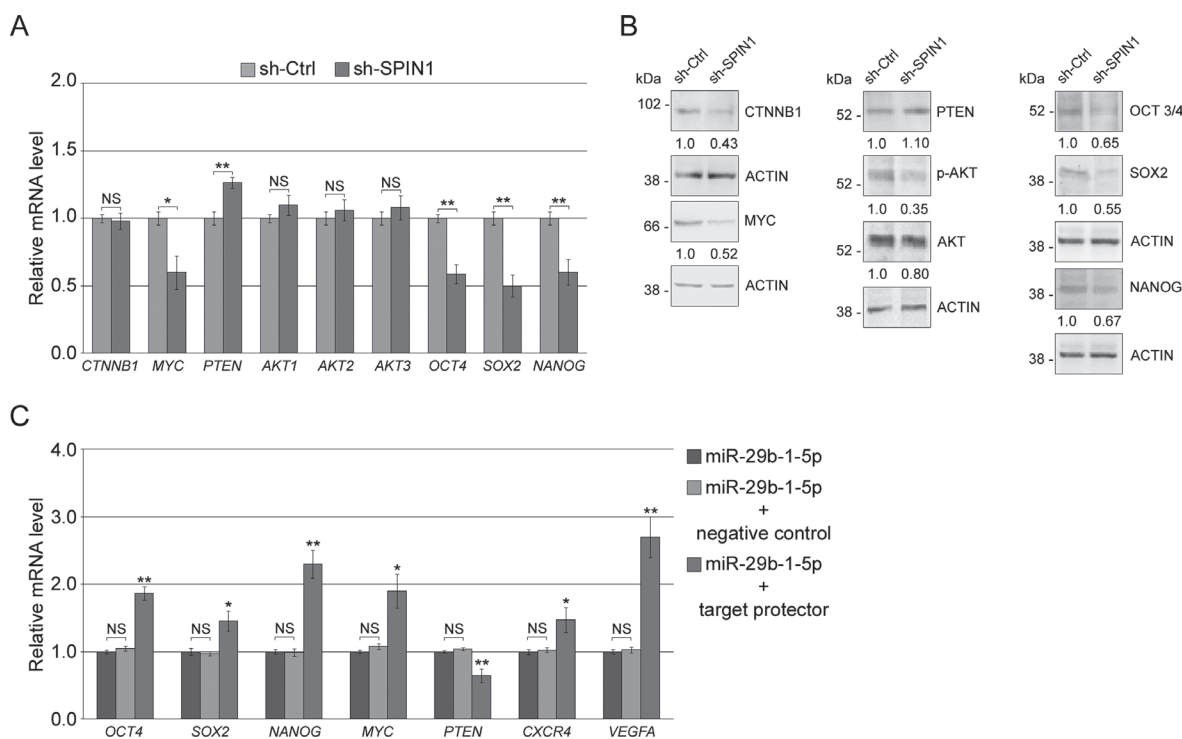 A
sh-Ctrl sh-SPIN1
Relative mRNA level
2.0
1.5
1.0
0.5
0.0
NS * ** NS NS NS ** ** **
CTNNB1 MYC PTEN AKT1 AKT2 AKT3 OCT4 SOX2 NANOG
B
kDa sh-Ctrl sh-SPIN1
102 - CTNNB1
1.0 0.43
38 - ACTIN
66 - MYC
1.0 0.52
38 - ACTIN
kDa sh-Ctrl sh-SPIN1
52 - PTEN
1.0 1.10
52 - p-AKT
1.0 0.35
52 - AKT
1.0 0.80
38 - ACTIN
kDa sh-Ctrl sh-SPIN1
52 - OCT 3/4
1.0 0.65
38 - SOX2
1.0 0.55
38 - ACTIN
38 - NANOG
1.0 0.67
38 - ACTIN
C
Relative mRNA level
4.0
3.0
2.0
1.0
0.0
NS ** NS * NS ** NS * NS ** NS * NS **
OCT4 SOX2 NANOG MYC PTEN CXCR4 VEGFA
miR-29b-1-5p
miR-29b-1-5p
+
negative control
miR-29b-1-5p
+
target protector